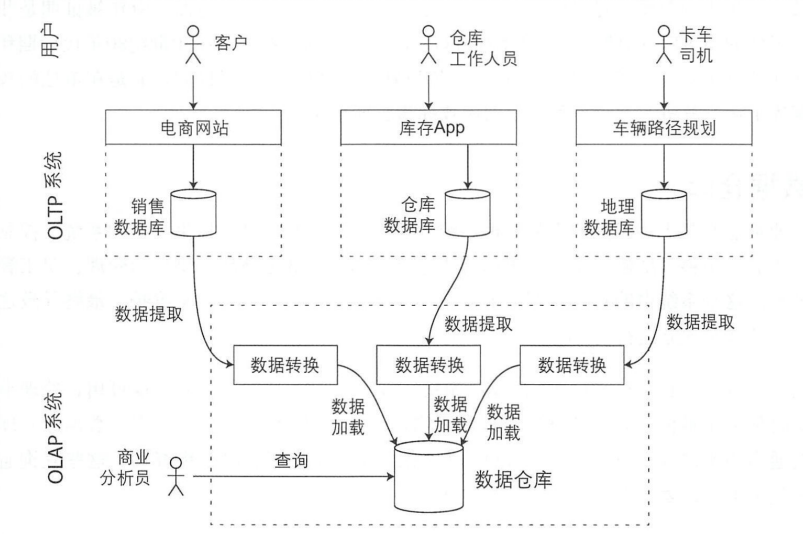 用户
客户
仓库
工作人员
卡车
司机
电商网站
库存App
车辆路径规划
OLTP 系统
销售
数据库
仓库
数据库
地理
数据库
数据提取
数据提取
数据提取
数据转换
数据转换
数据转换
OLAP 系统
数据
加载
数据
加载
数据
加载
商业
分析员
查询
数据仓库